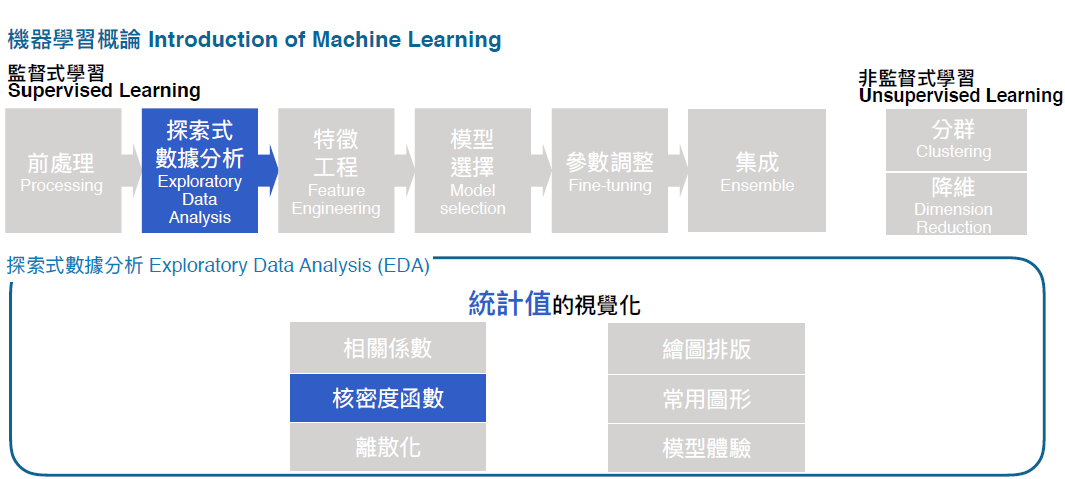 機器學習概論 Introduction of Machine Learning
監督式學習
Supervised Learning
非監督式學習
Unsupervised Learning
前處理
Processing
探索式
數據分析
Exploratory
Data
Analysis
特徵
工程
Feature
Engineering
模型
選擇
Model
selection
參數調整
Fine-tuning
集成
Ensemble
分群
Clustering
降維
Dimension
Reduction
探索式數據分析 Exploratory Data Analysis (EDA)
統計值的視覺化
相關係數
核密度函數
離散化
繪圖排版
常用圖形
模型體驗